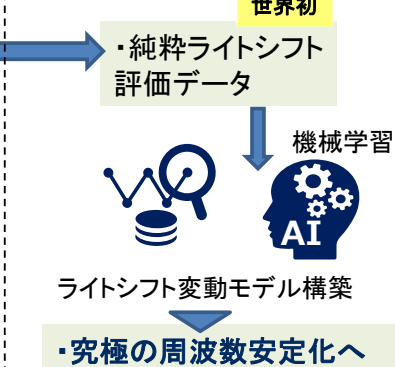 世界初
・純粋ライトシフト
評価データ
機械学習
AI
ライトシフト変動モデル構築
・究極の周波数安定化へ